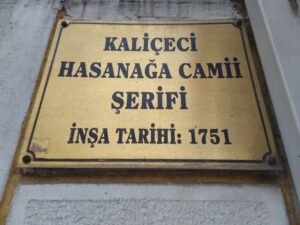 KALİÇECİ
HASANAĞA CAMİİ
ŞERİFİ
İNŞA TARİHİ: 1751